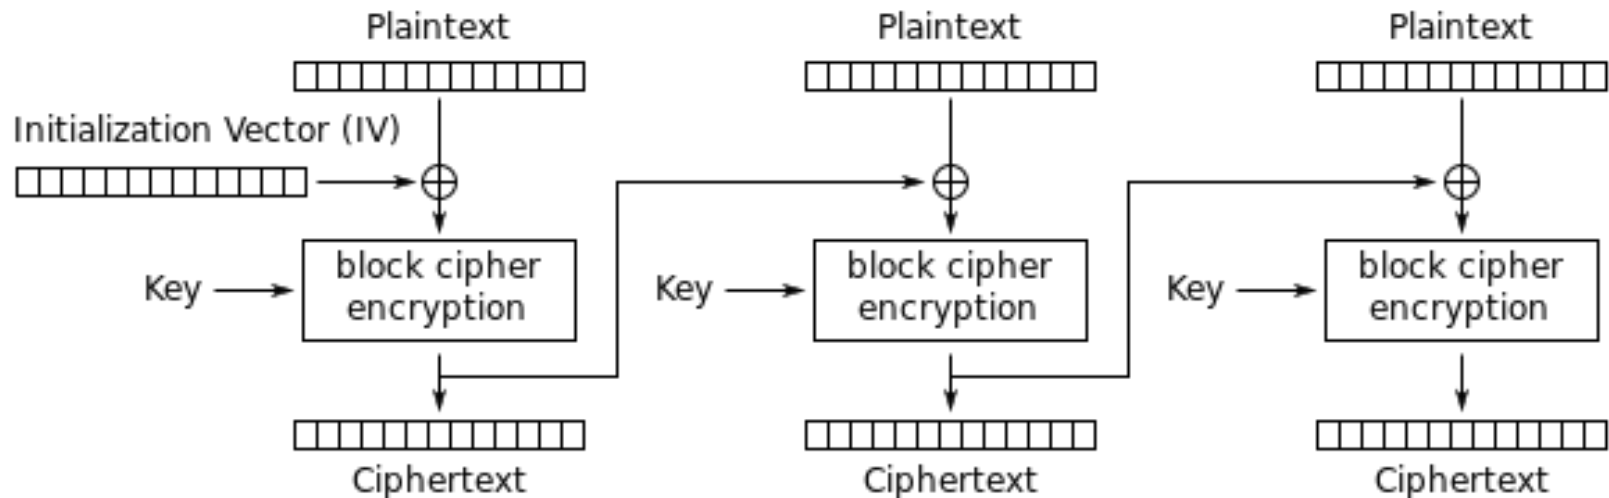 Plaintext
Plaintext
Plaintext
Initialization Vector (IV)
Key
block cipher
encryption
Key
block cipher
encryption
Key
block cipher
encryption
Ciphertext
Ciphertext
Ciphertext